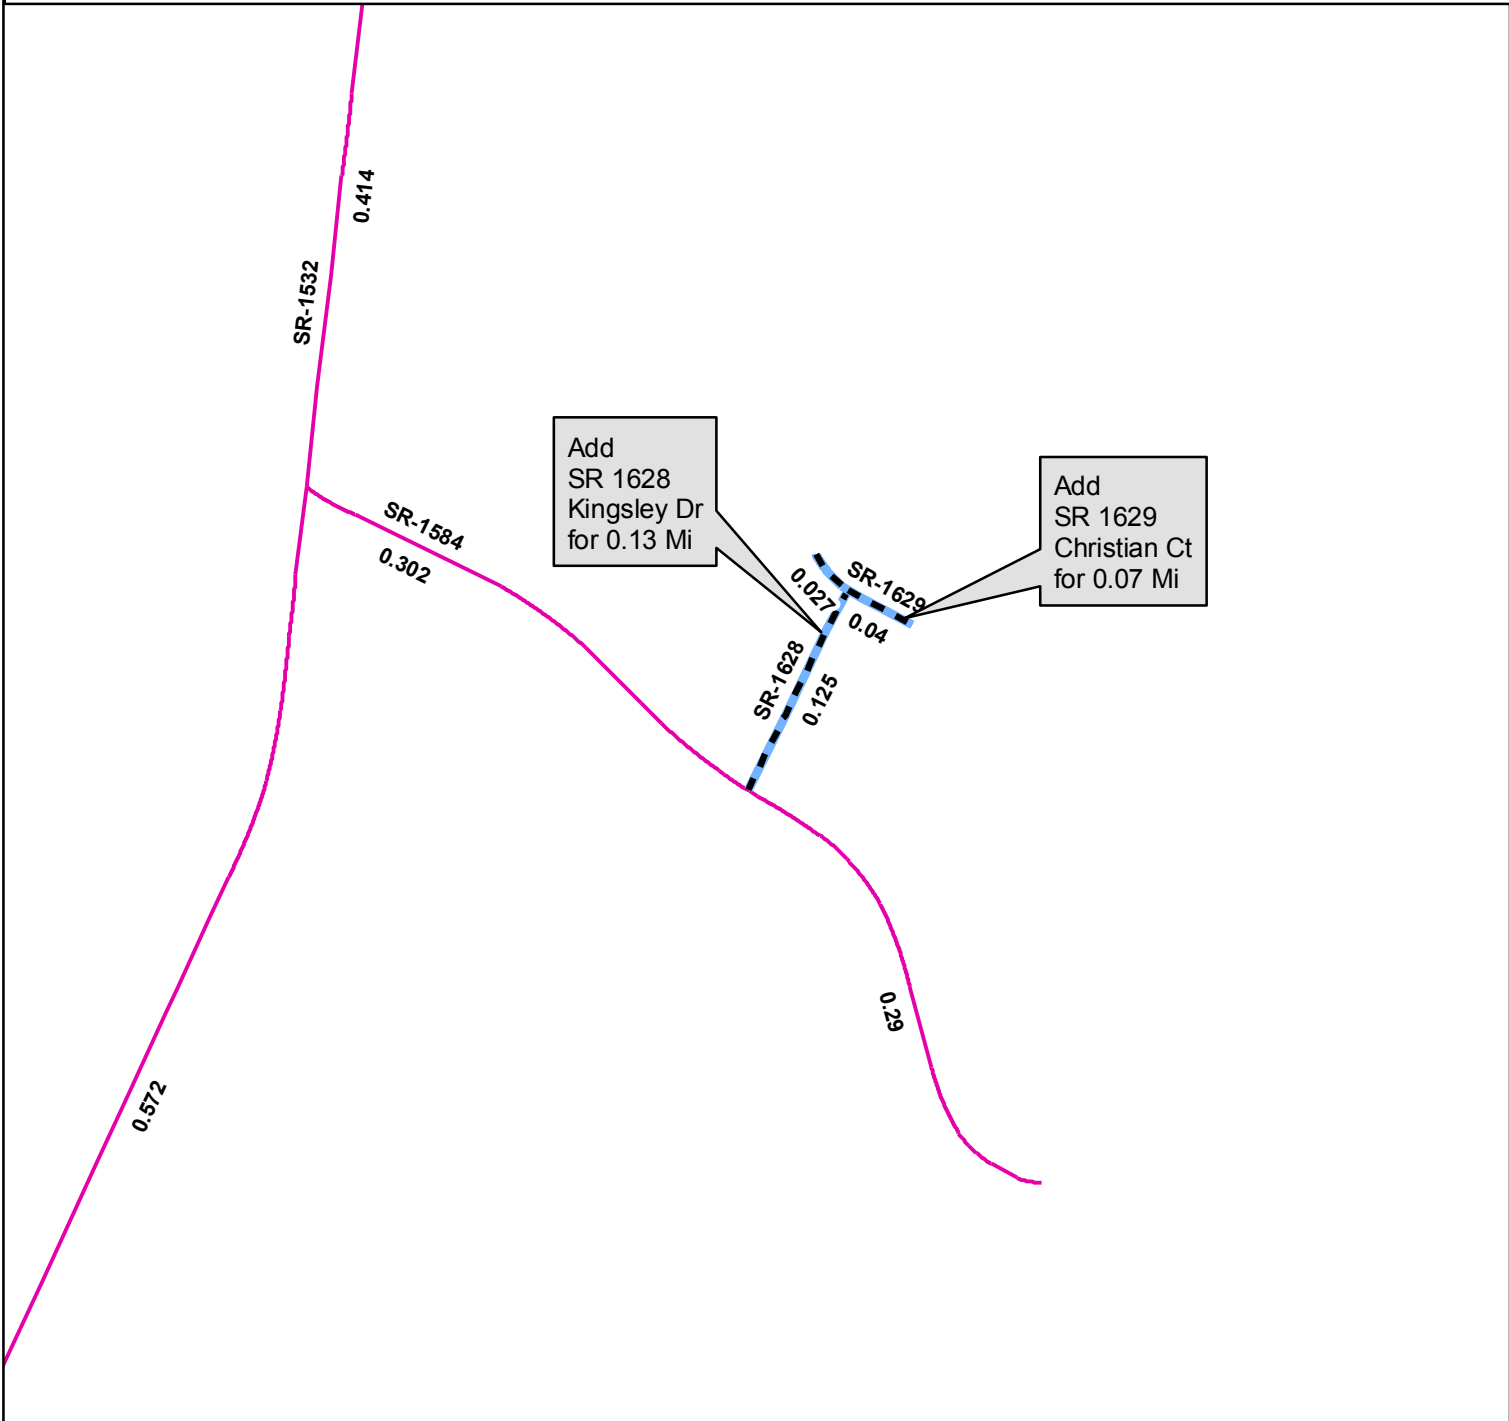 0.414
SR-1532
Add
SR 1628
Kingsley Dr
for 0.13 Mi
Add
SR 1629
Christian Ct
for 0.07 Mi
SR-1584
0.302
SR-1629
0.027
0.04
SR-1628
0.125
0.29
0.572